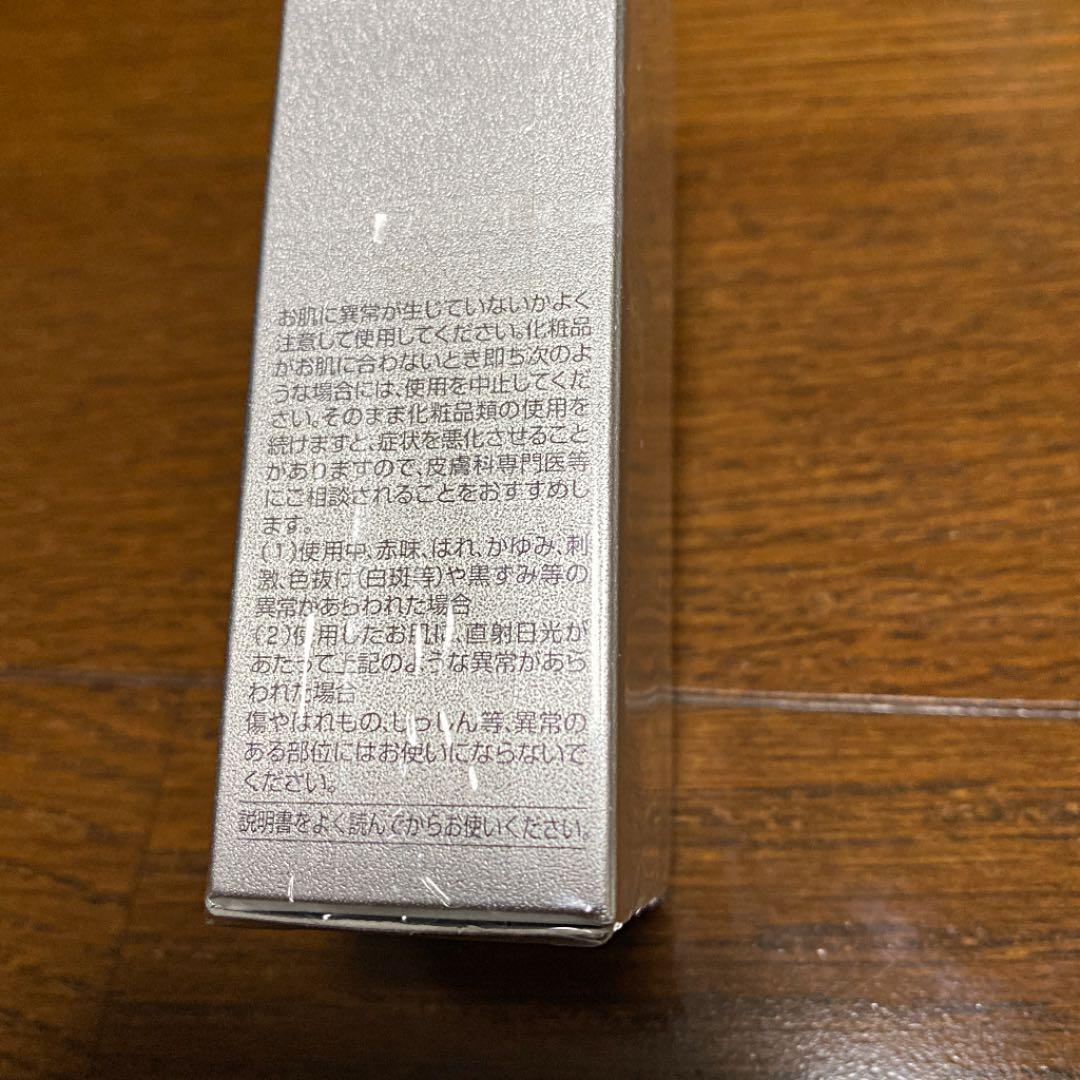 お肌に異常が生じていないかよく
注意して使用してください。化粧品
がお肌に合わないとき即ち次のよ
うな場合には、使用を中止してくだ
さい。そのまま化粧品類の使用を
続けますと、症状を悪化させること
がありますので、皮膚科専門医等
にご相談されることをおすすめし
ます。
(1)使用中、赤味、はれ、かゆみ、刺
激、色抜け(白斑等)や黒ずみ等の
異常があらわれた場合
(2)使用したお肌に、直射日光が
あたって上記のような異常があら
われた場合
傷やはれもの、しっしん等、異常の
ある部位にはお使いにならないで
ください。
説明書をよく読んでからお使いください。